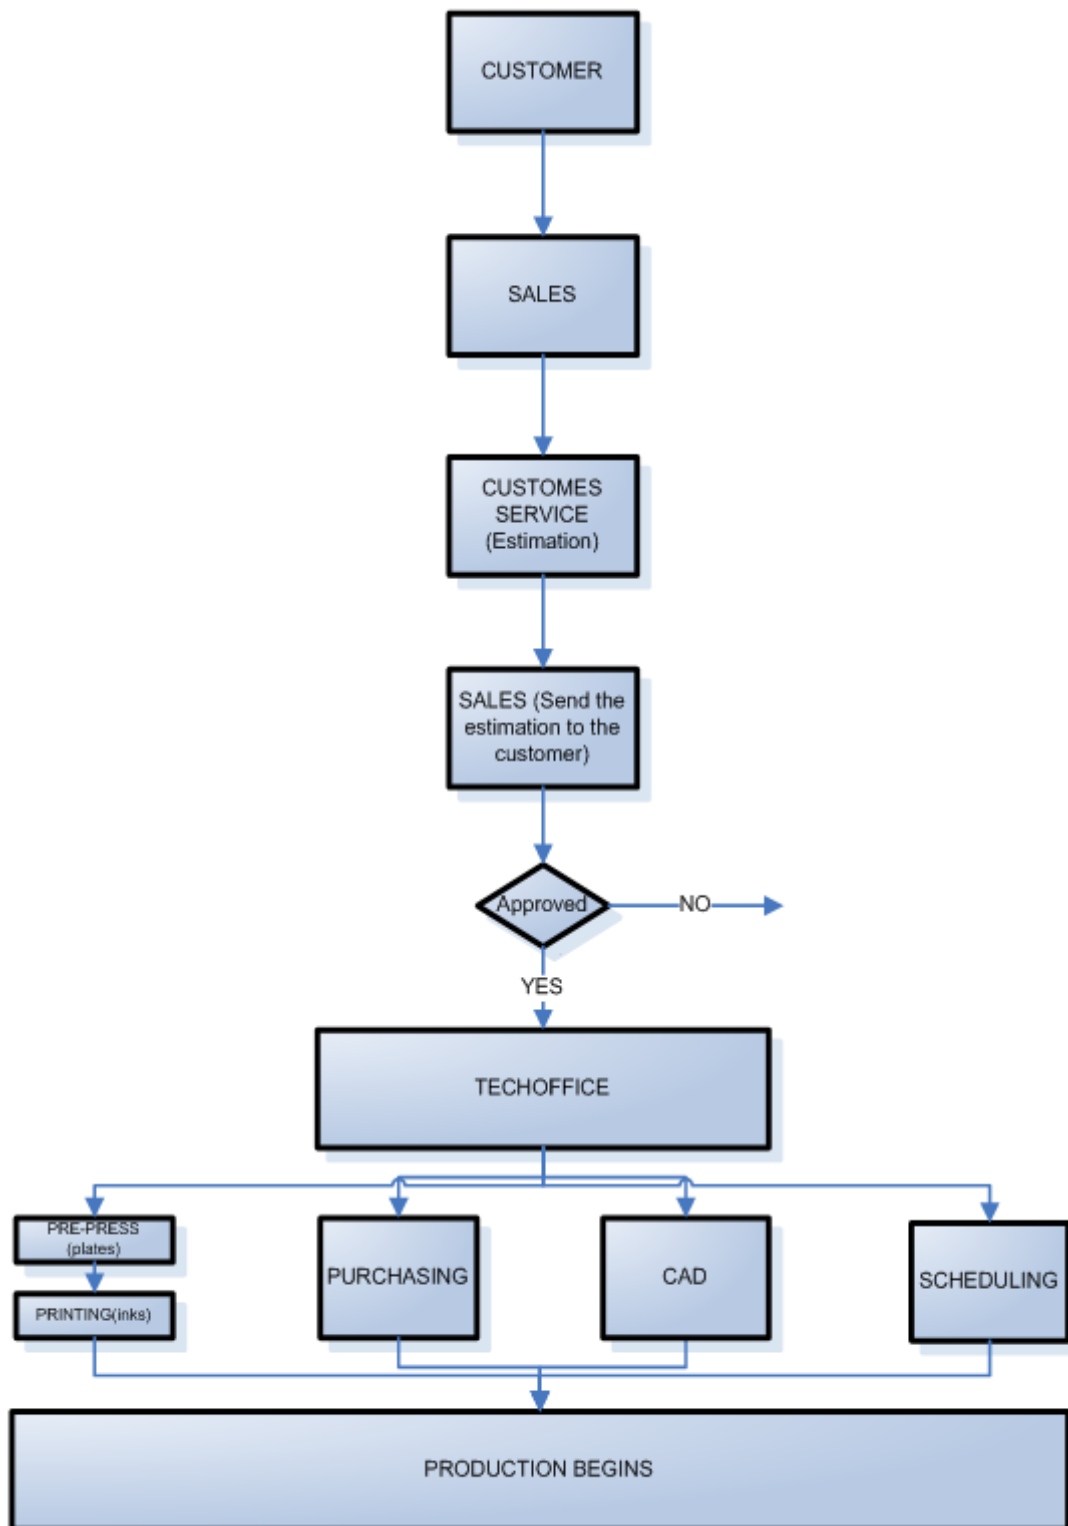 CUSTOMER
SALES
CUSTOMES
SERVICE
(Estimation)
SALES (Send the
estimation to the
customer)
Approved
NO
YES
TECHOFFICE
PRE-PRESS
(plates)
PRINTING(inks)
PURCHASING
CAD
SCHEDULING
PRODUCTION BEGINS